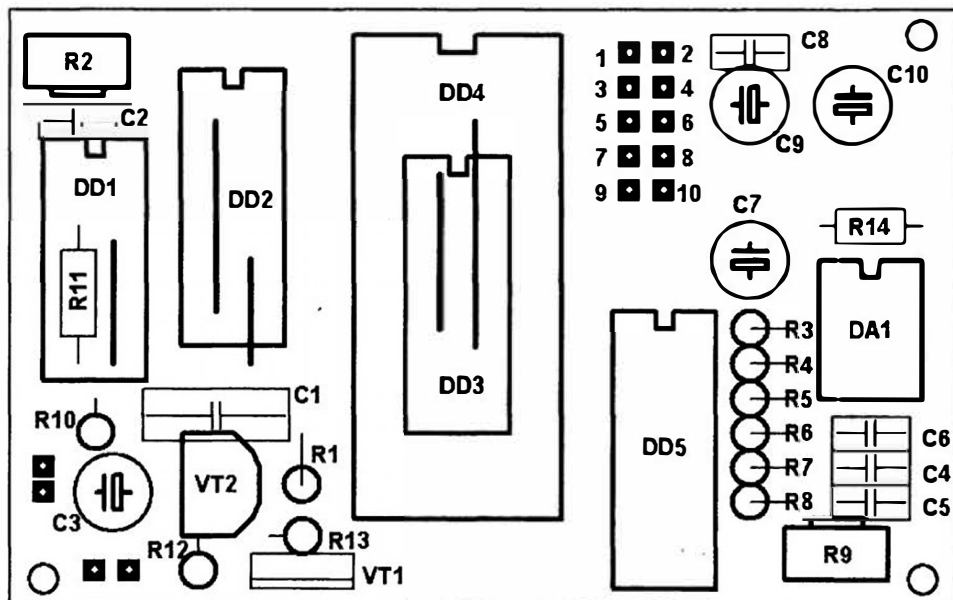 R2
C2
DD1
R11
DD2
DD4
DD3
1 2
3 4
5 6
7 8
9 10
C8
C9
C10
C7
R14
DA1
R3
R4
R5
R6
R7
R8
DD5
C6
C4
C5
R9
C1
R10
VT2
R1
C3
R12
R13
VT1